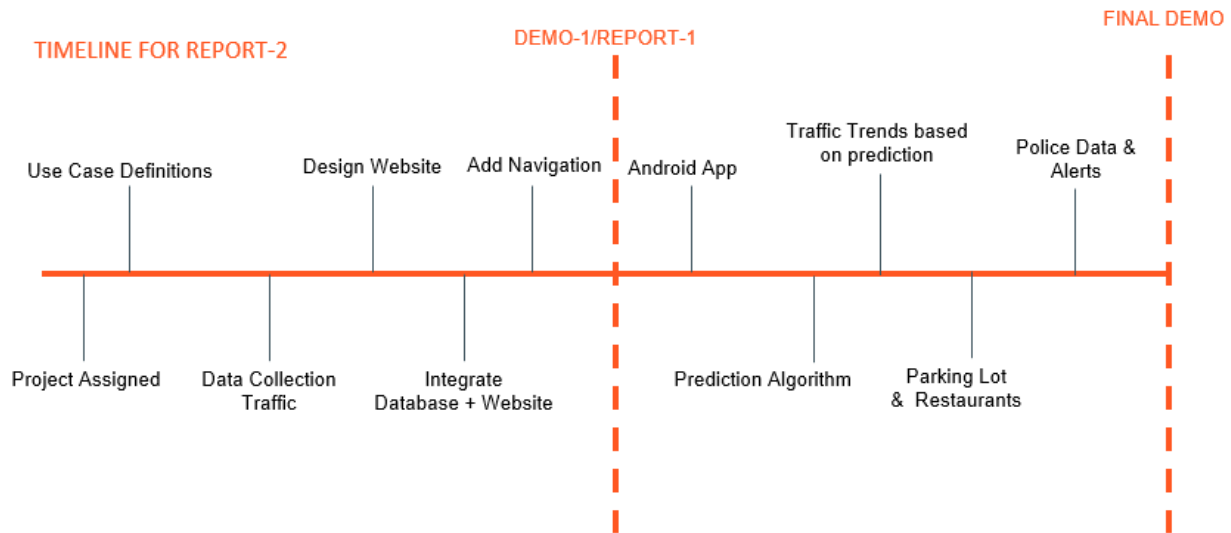 FINAL DEMO
DEMO-1/REPORT-1
TIMELINE FOR REPORT-2
Use Case Definitions
Design Website
Add Navigation
Android App
Traffic Trends based
on prediction
Police Data &
Alerts
Project Assigned
Data Collection
Traffic
Integrate
Database + Website
Prediction Algorithm
Parking Lot
& Restaurants